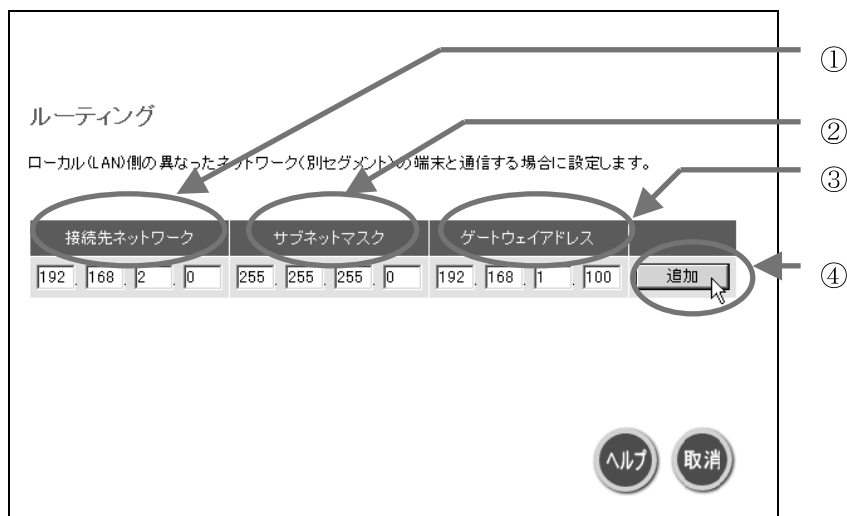 ①
ルーティング
②
ローカル(LAN)側の異なったネットワーク(別セグメント)の端末と通信する場合に設定します。
③
接続先ネットワーク サブネットマスク ゲートウェイアドレス
192 . 168 . 2 . 0 255 . 255 . 255 . 0 192 . 168 . 1 . 100 追加 ④
ヘルプ 取消